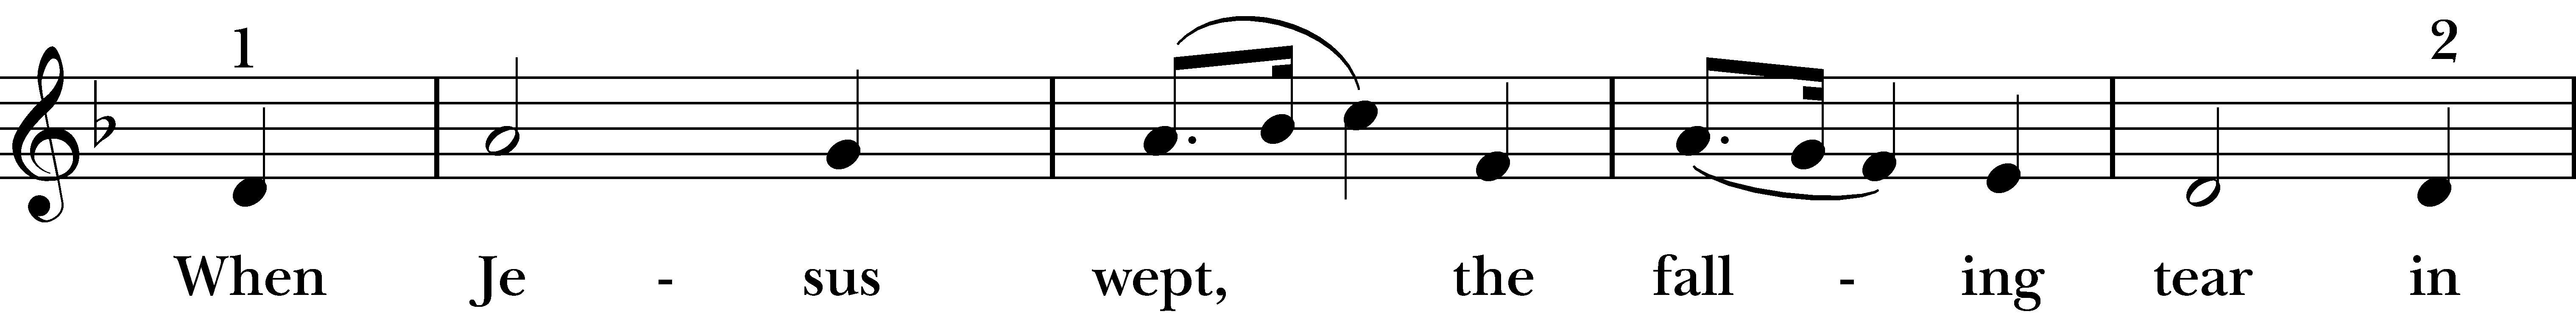 1 2
When Je - sus wept, the fall - ing tear in